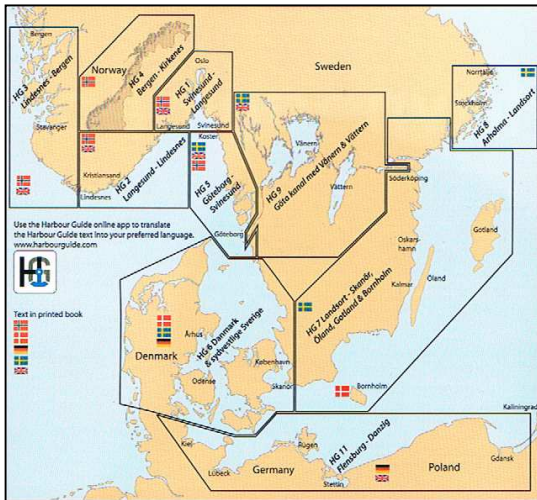 Bergen
HG 3
Lindesnes - Bergen
Stavanger
Norway
HG 4
Bergen - Kirkenes
Oslo
HG 1
Svinesund -
Langesund
Langesund
Svinesund
Sweden
Norrtälje
Stockholm
HG 8
Arholma - Landsort
Kristiansand
Lindesnes
HG 2
Langesund - Lindesnes
Koster
HG 5
Göteborg -
Svinesund
Göteborg
Vänern
Vättern
HG 9
Göta kanal med Vänern & Vättern
Söderköping
Gotland
Oskars-
hamn
Öland
Kalmar
Use the Harbour Guide online app to translate
the Harbour Guide text into your preferred language.
www.harbourguide.com
HG
Text in printed book
HG 7 Landsort - Skanör,
Öland, Gotland & Bornholm
Denmark
Århus
HG 6 Danmark
& sydvestlige Sverige
København
Odense
Skanör
Bornholm
Kaliningrad
Kiel
Lübeck
Rügen
HG 11
Flensburg - Danzig
Stettin
Gdansk
Germany
Poland